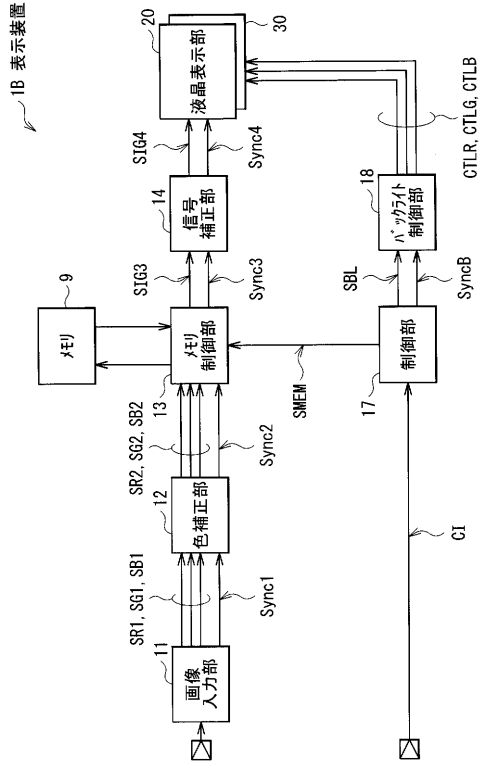 1B 表示装置
20
30
液晶表示部
SIG4
Sync4
CTLR, CTLG, CTLB
14
信号
補正部
18
バックライト
制御部
SIG3
Sync3
SBL
SyncB
9
メモリ
メモリ
制御部
13
制御部
17
SMEM
SR2, SG2, SB2
Sync2
12
色補正部
CI
SR1, SG1, SB1
Sync1
11
画像
入力部